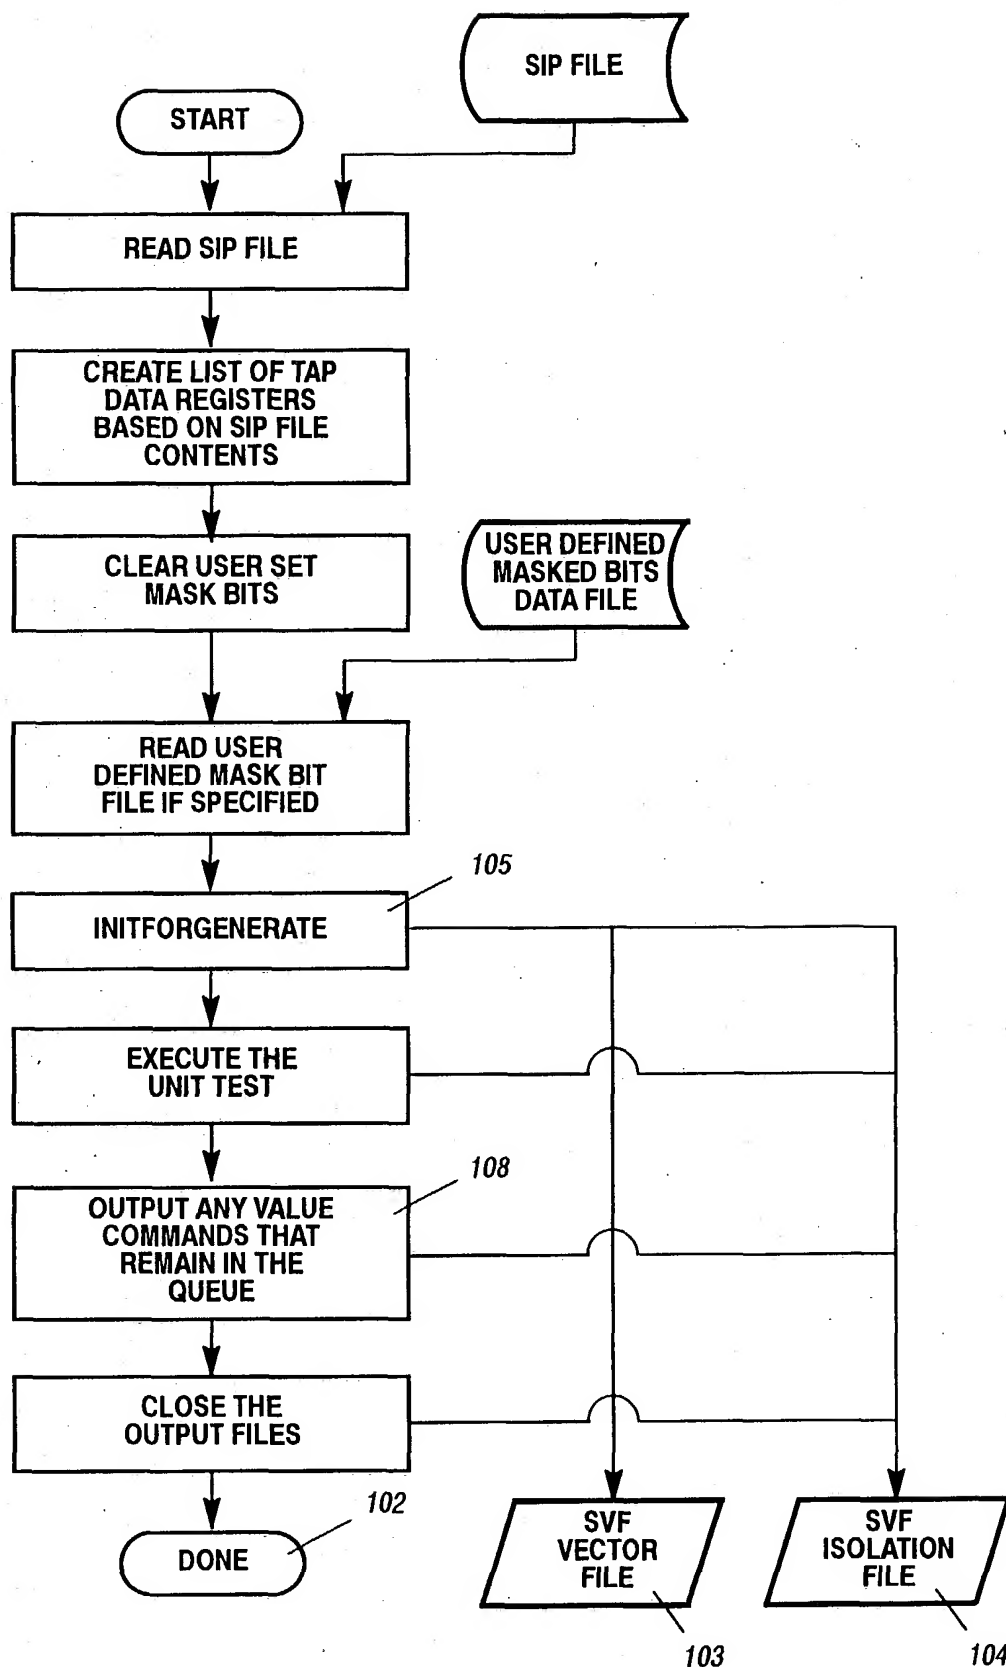 SIP FILE
START
READ SIP FILE
CREATE LIST OF TAP
DATA REGISTERS
BASED ON SIP FILE
CONTENTS
CLEAR USER SET
MASK BITS
USER DEFINED
MASKED BITS
DATA FILE
READ USER
DEFINED MASK BIT
FILE IF SPECIFIED
105
INITFORGENERATE
EXECUTE THE
UNIT TEST
108
OUTPUT ANY VALUE
COMMANDS THAT
REMAIN IN THE
QUEUE
CLOSE THE
OUTPUT FILES
102
DONE
SVF
VECTOR
FILE
103
SVF
ISOLATION
FILE
104